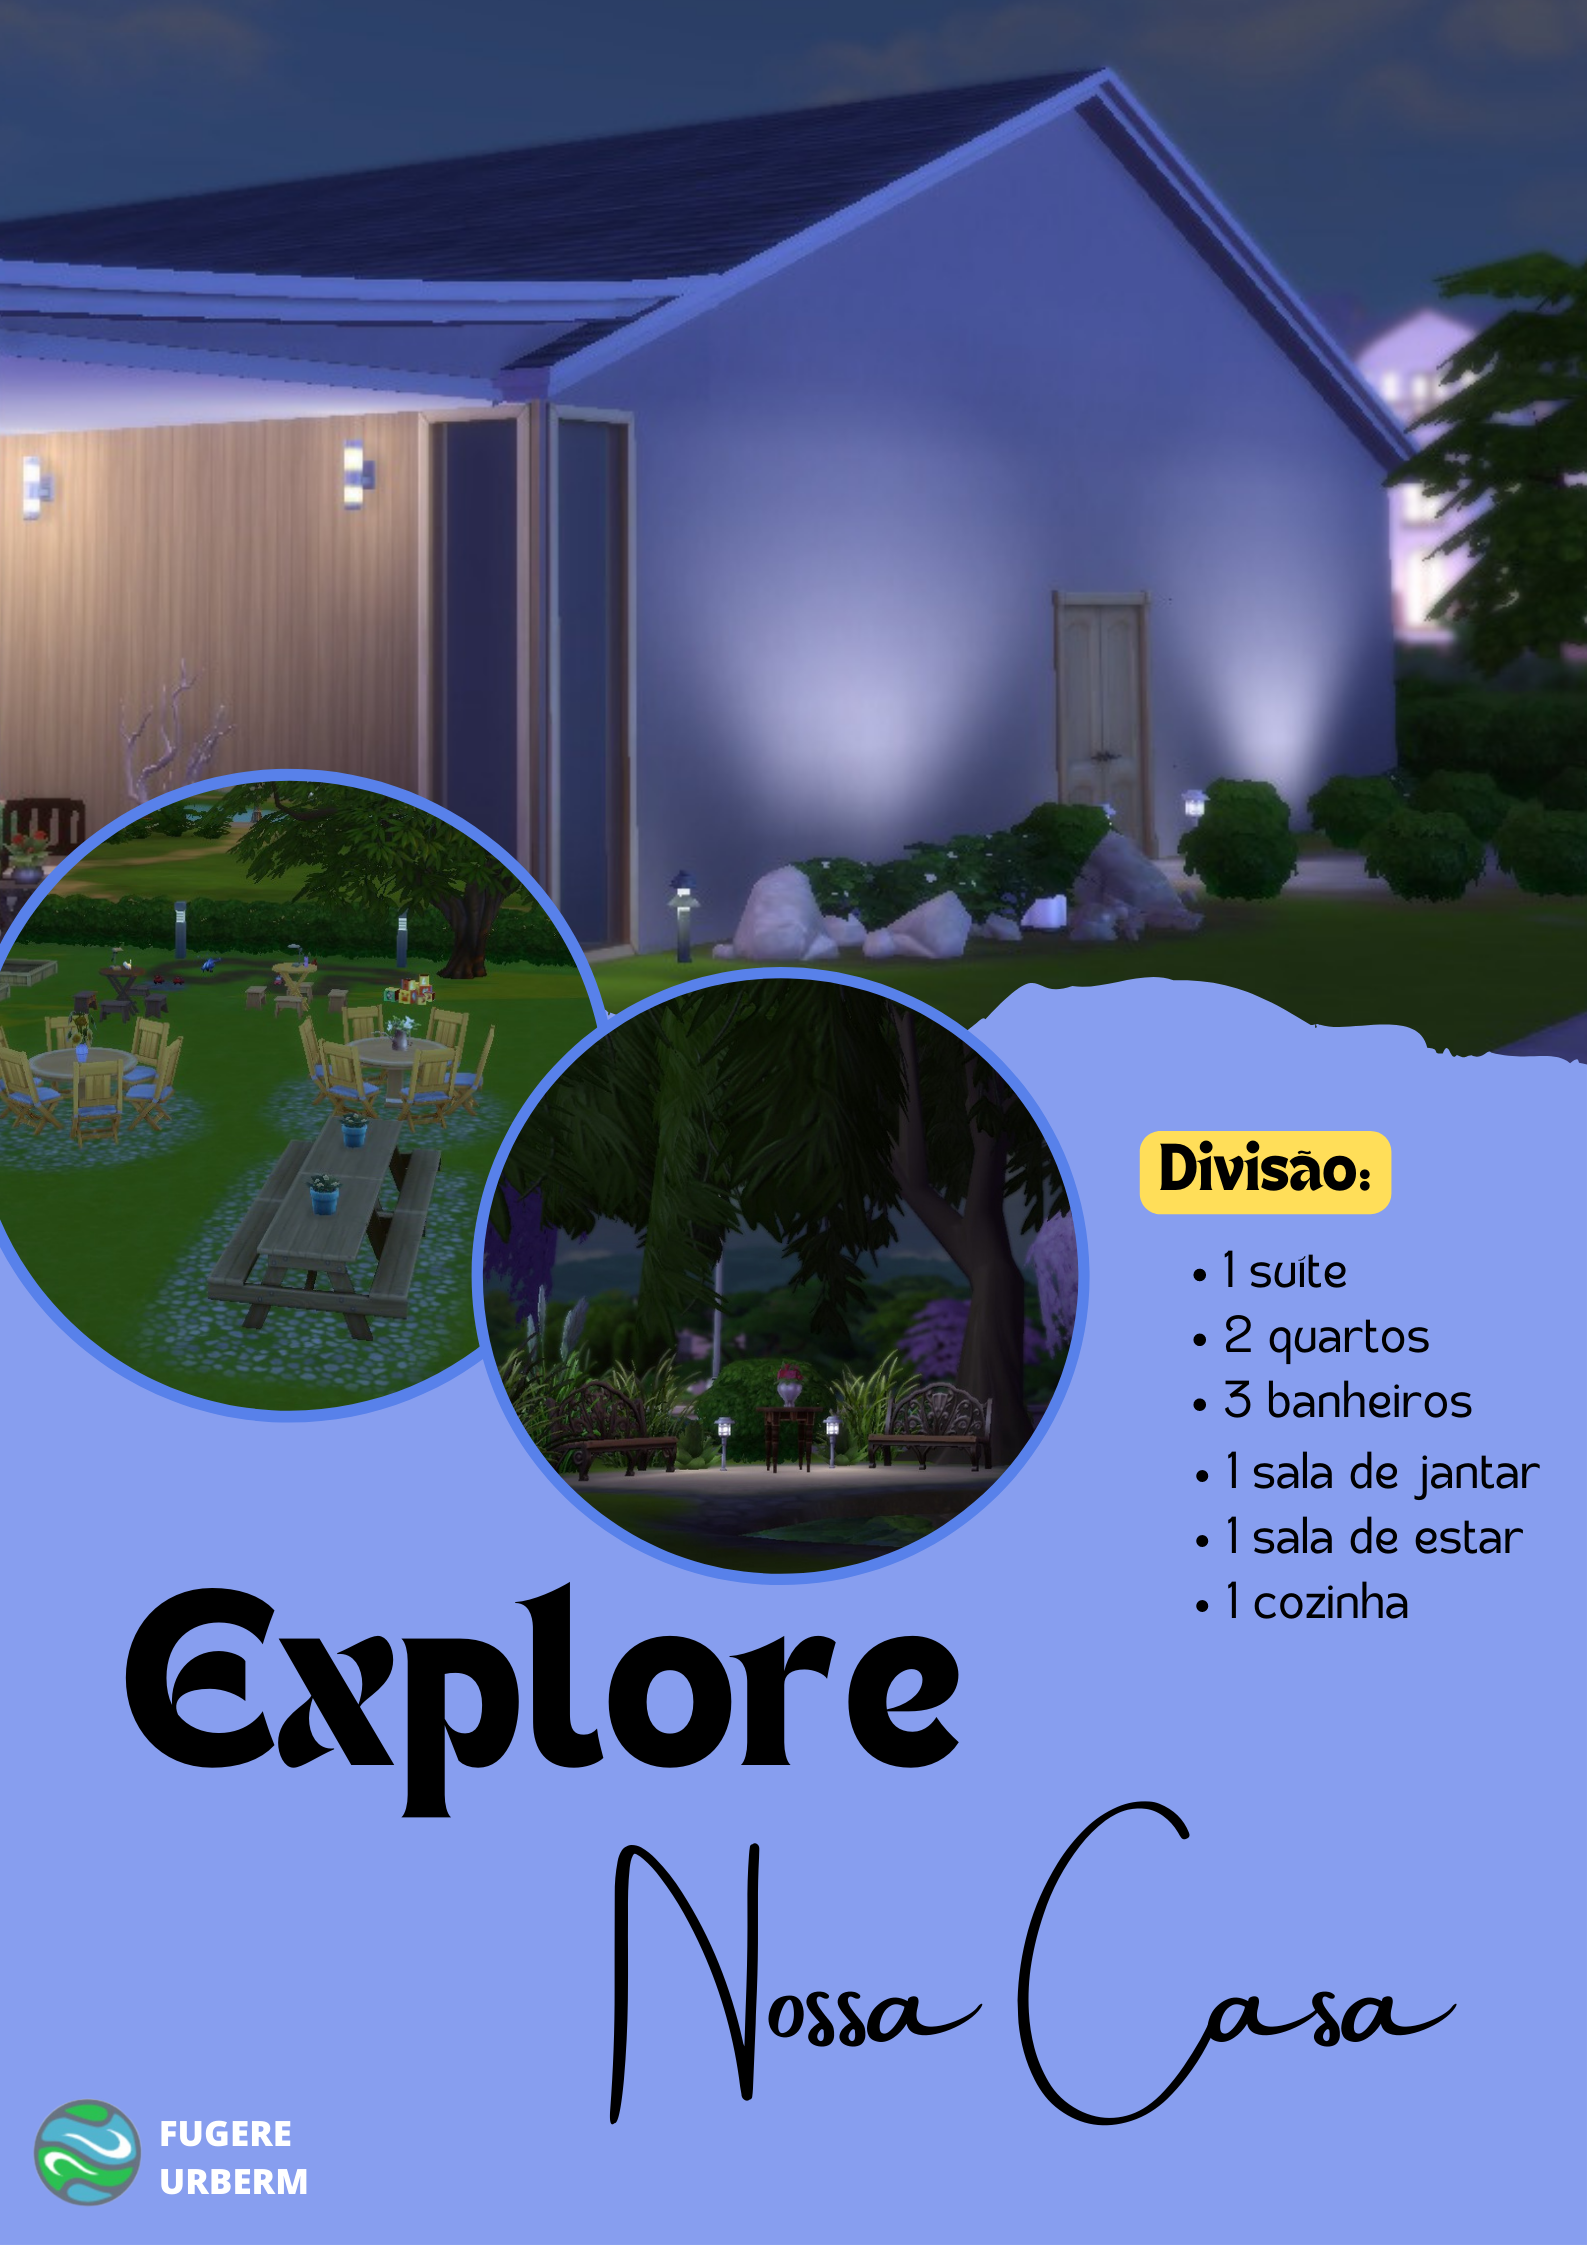 Divisão:
• 1 suíte
• 2 quartos
• 3 banheiros
• 1 sala de jantar
• 1 sala de estar
• 1 cozinha
Explore
Nossa Casa
FUGERE
URBERM